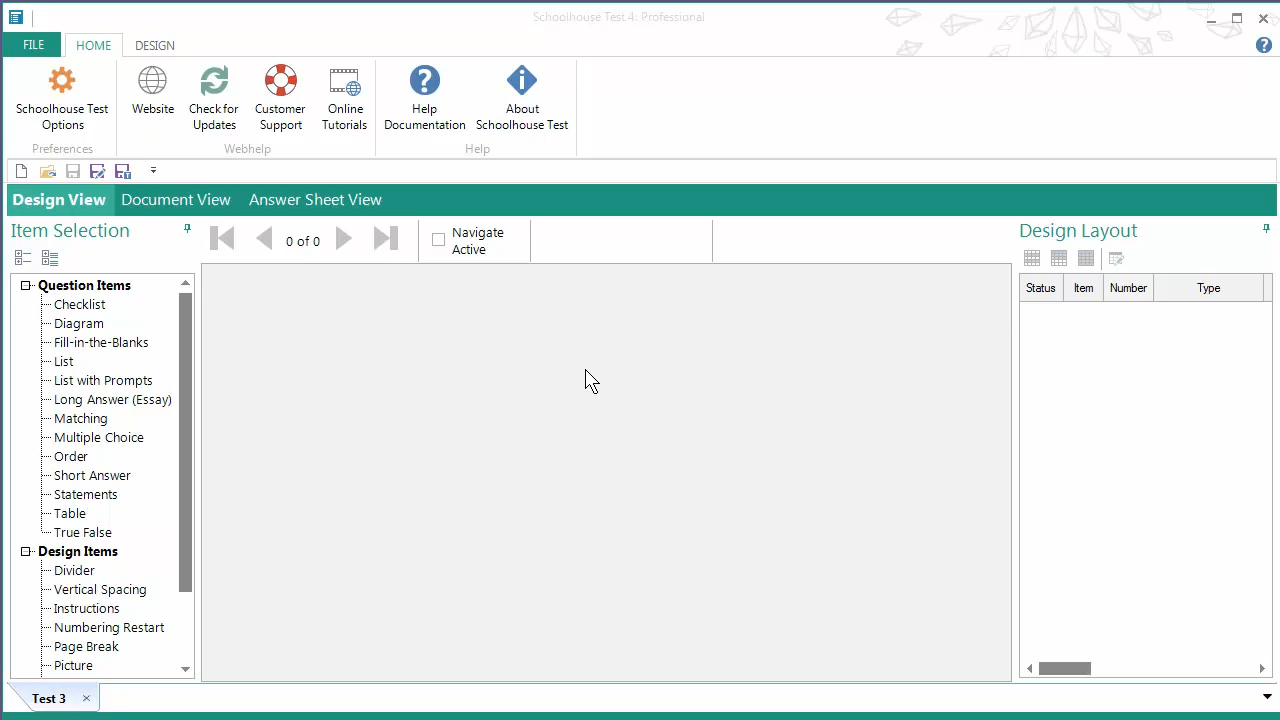 Schoolhouse Test 4: Professional
FILE
HOME
DESIGN
Schoolhouse Test
Options
Website
Check for
Updates
Customer
Support
Online
Tutorials
Help
Documentation
About
Schoolhouse Test
Preferences
Webhelp
Help
Design View
Document View
Answer Sheet View
Item Selection
0 of 0
Navigate
Active
Design Layout
Question Items
Checklist
Diagram
Fill-in-the-Blanks
List
List with Prompts
Long Answer (Essay)
Matching
Multiple Choice
Order
Short Answer
Statements
Table
True False
Design Items
Divider
Vertical Spacing
Instructions
Numbering Restart
Page Break
Picture
Status
Item
Number
Type
Test 3